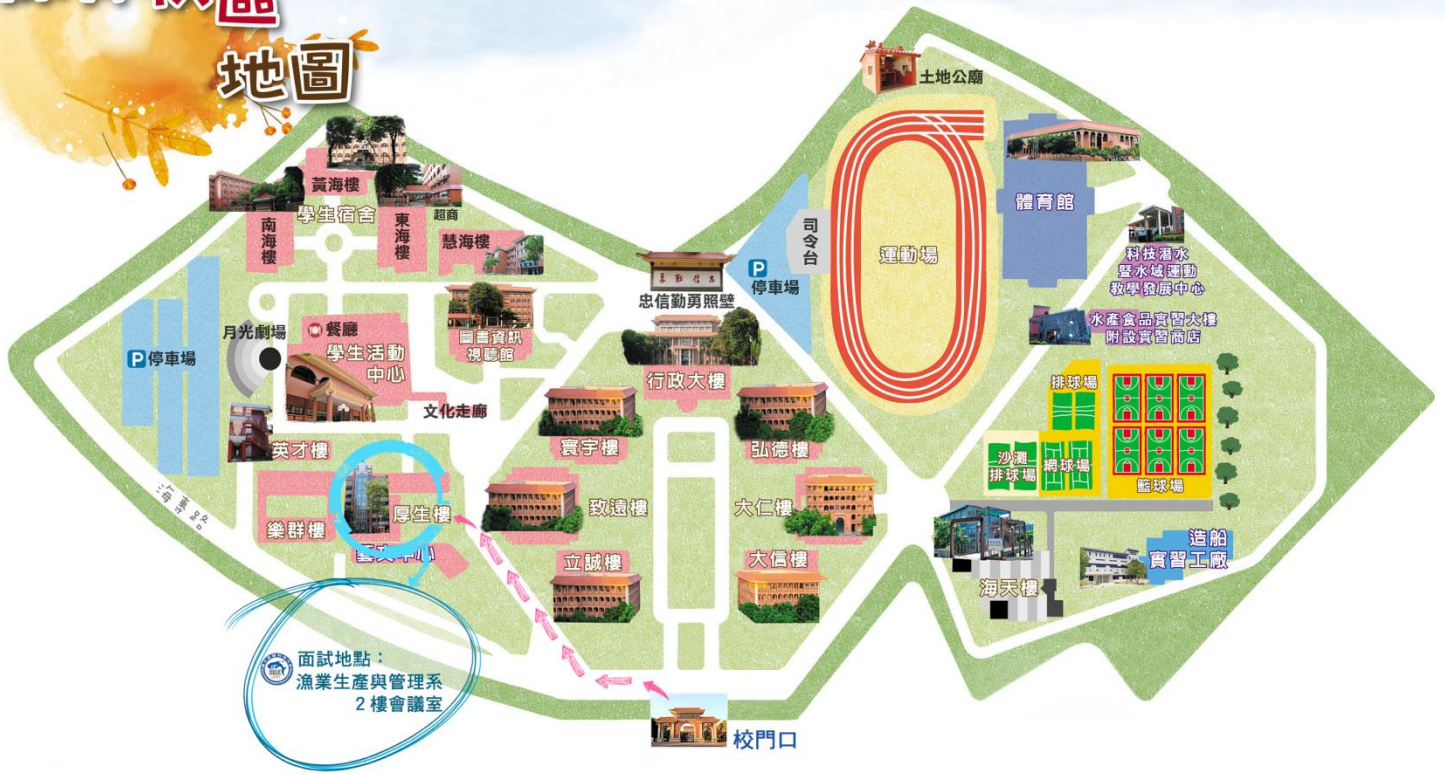 區
地圖
土地公廟
黃海樓
學生宿舍
南海樓
東海樓
超商
慧海樓
體育館
司令台
運動場
P
停車場
忠信勤勇照壁
科技潛水
暨水域運動
教學發展中心
水產食品實習大樓
附設實習商店
P停車場
月光劇場
餐廳
學生活動
中心
圖書資訊
視聽館
行政大樓
文化走廊
排球場
沙灘
排球場
網球場
籃球場
寰宇樓
弘德樓
英才樓
海專路
樂群樓
厚生樓
致遠樓
大仁樓
藝文中心
立誠樓
大信樓
造船
實習工廠
海天樓
面試地點：
漁業生產與管理系
2樓會議室
校門口